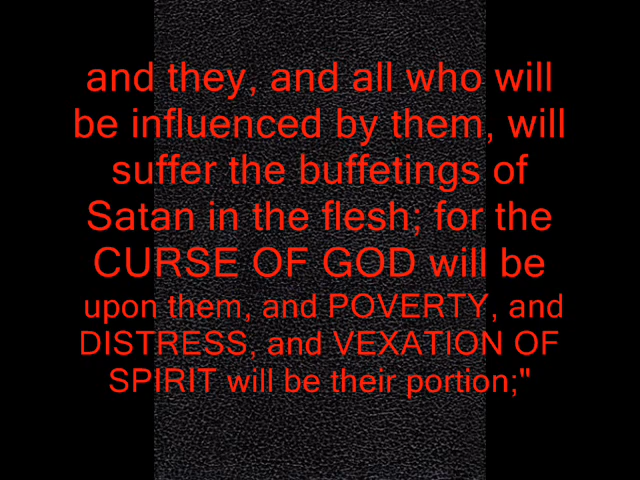 and they, and all who will
be influenced by them, will
suffer the buffetings of
Satan in the flesh; for the
CURSE OF GOD will be
upon them, and POVERTY, and
DISTRESS, and VEXATION OF
SPIRIT will be their portion;"